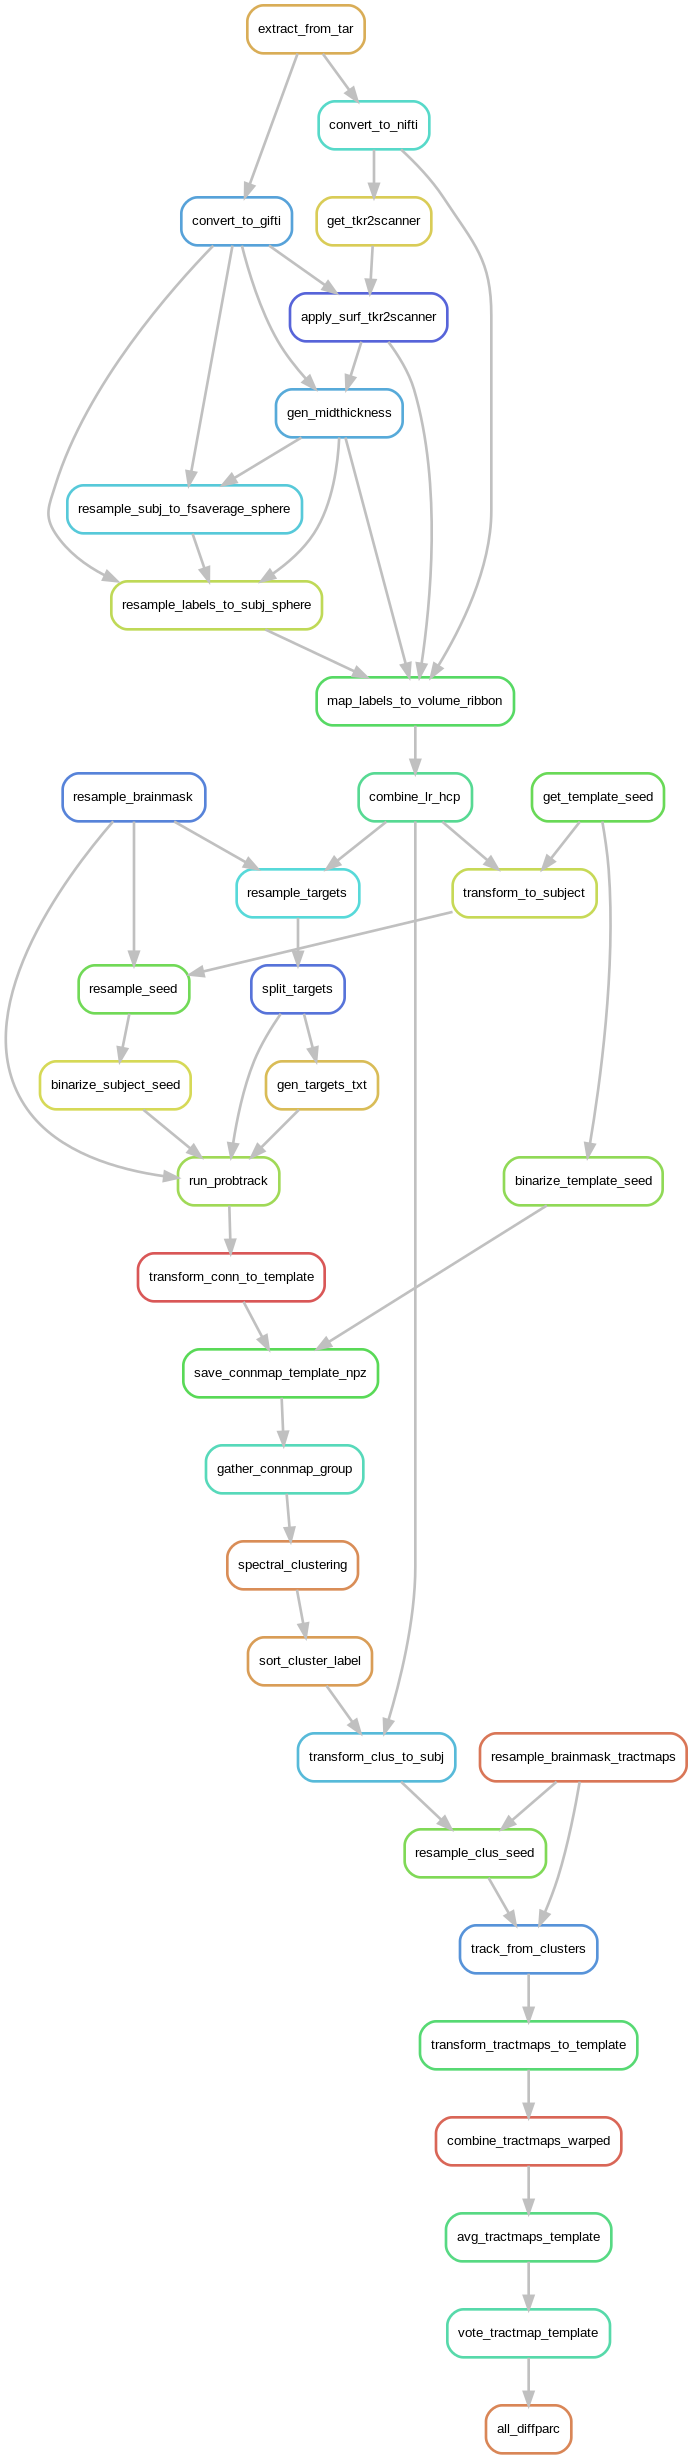 extract_from_tar
convert_to_nifti
convert_to_gifti
get_tkr2scanner
apply_surf_tkr2scanner
gen_midthickness
resample_subj_to_fsaverage_sphere
resample_labels_to_subj_sphere
map_labels_to_volume_ribbon
resample_brainmask
combine_lr_hcp
get_template_seed
resample_targets
transform_to_subject
resample_seed
split_targets
binarize_subject_seed
gen_targets_txt
run_probtrack
binarize_template_seed
transform_conn_to_template
save_connmap_template_npz
gather_connmap_group
spectral_clustering
sort_cluster_label
transform_clus_to_subj
resample_brainmask_tractmaps
resample_clus_seed
track_from_clusters
transform_tractmaps_to_template
combine_tractmaps_warped
avg_tractmaps_template
vote_tractmap_template
all_diffparc